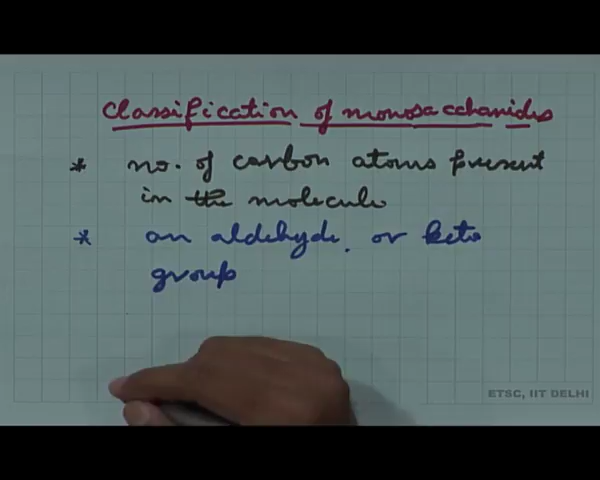 Classification of monosaccharides
* no. of carbon atoms present
in the molecule
* an aldehyde, or keto
group
ETSC, IIT DELHI